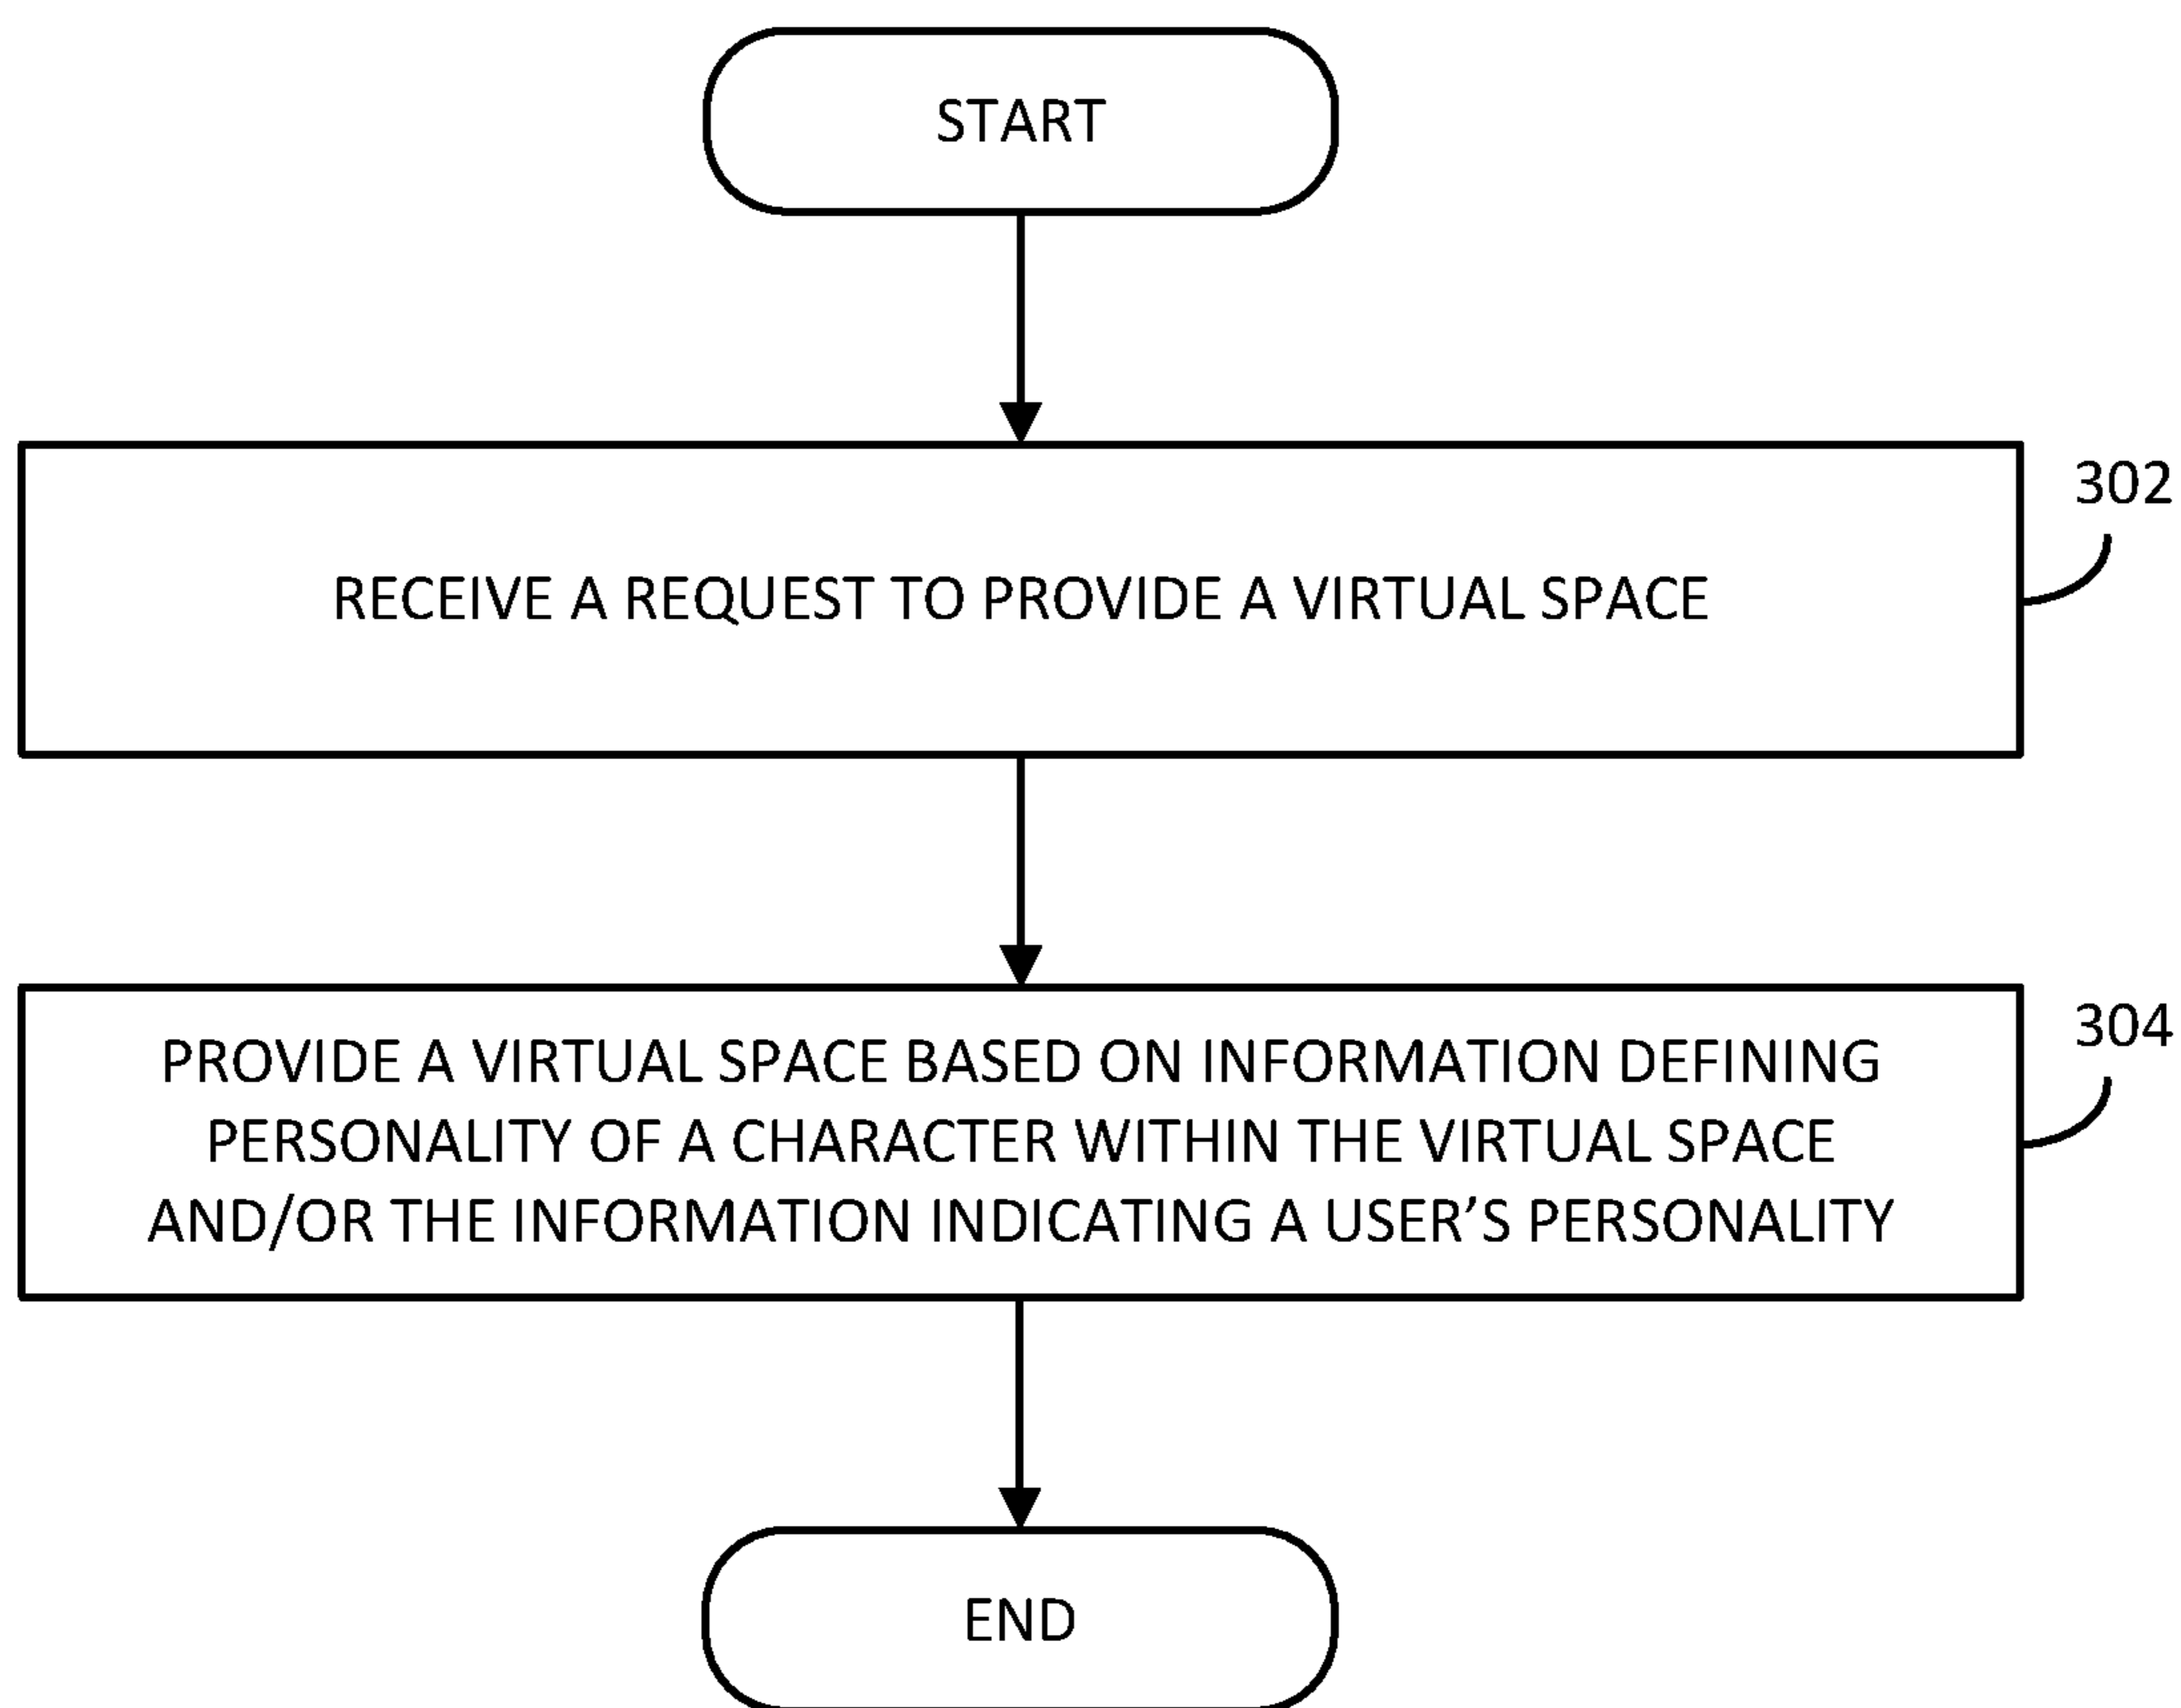 START
302
RECEIVE A REQUEST TO PROVIDE A VIRTUAL SPACE
304
PROVIDE A VIRTUAL SPACE BASED ON INFORMATION DEFINING
PERSONALITY OF A CHARACTER WITHIN THE VIRTUAL SPACE
AND/OR THE INFORMATION INDICATING A USER’S PERSONALITY
END